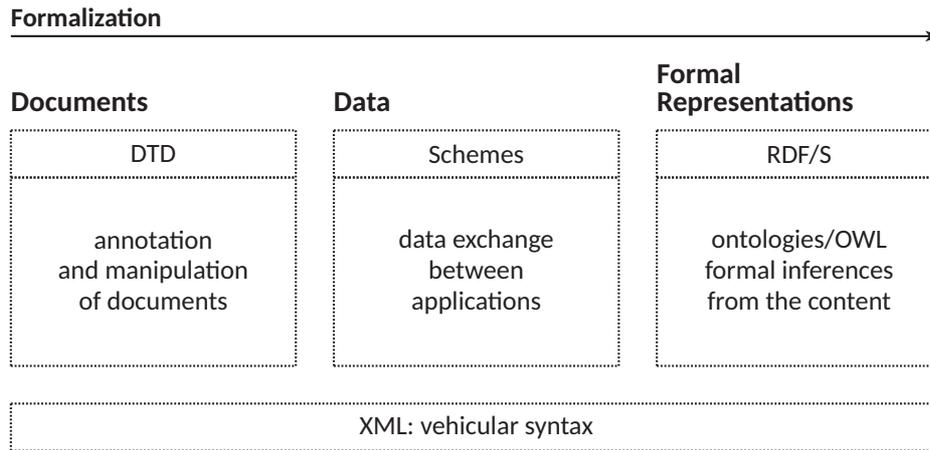 Formalization
Documents
Data
Formal
Representations
DTD
Schemes
RDF/S
annotation
and manipulation
of documents
data exchange
between
applications
ontologies/OWL
formal inferences
from the content
XML: vehicular syntax